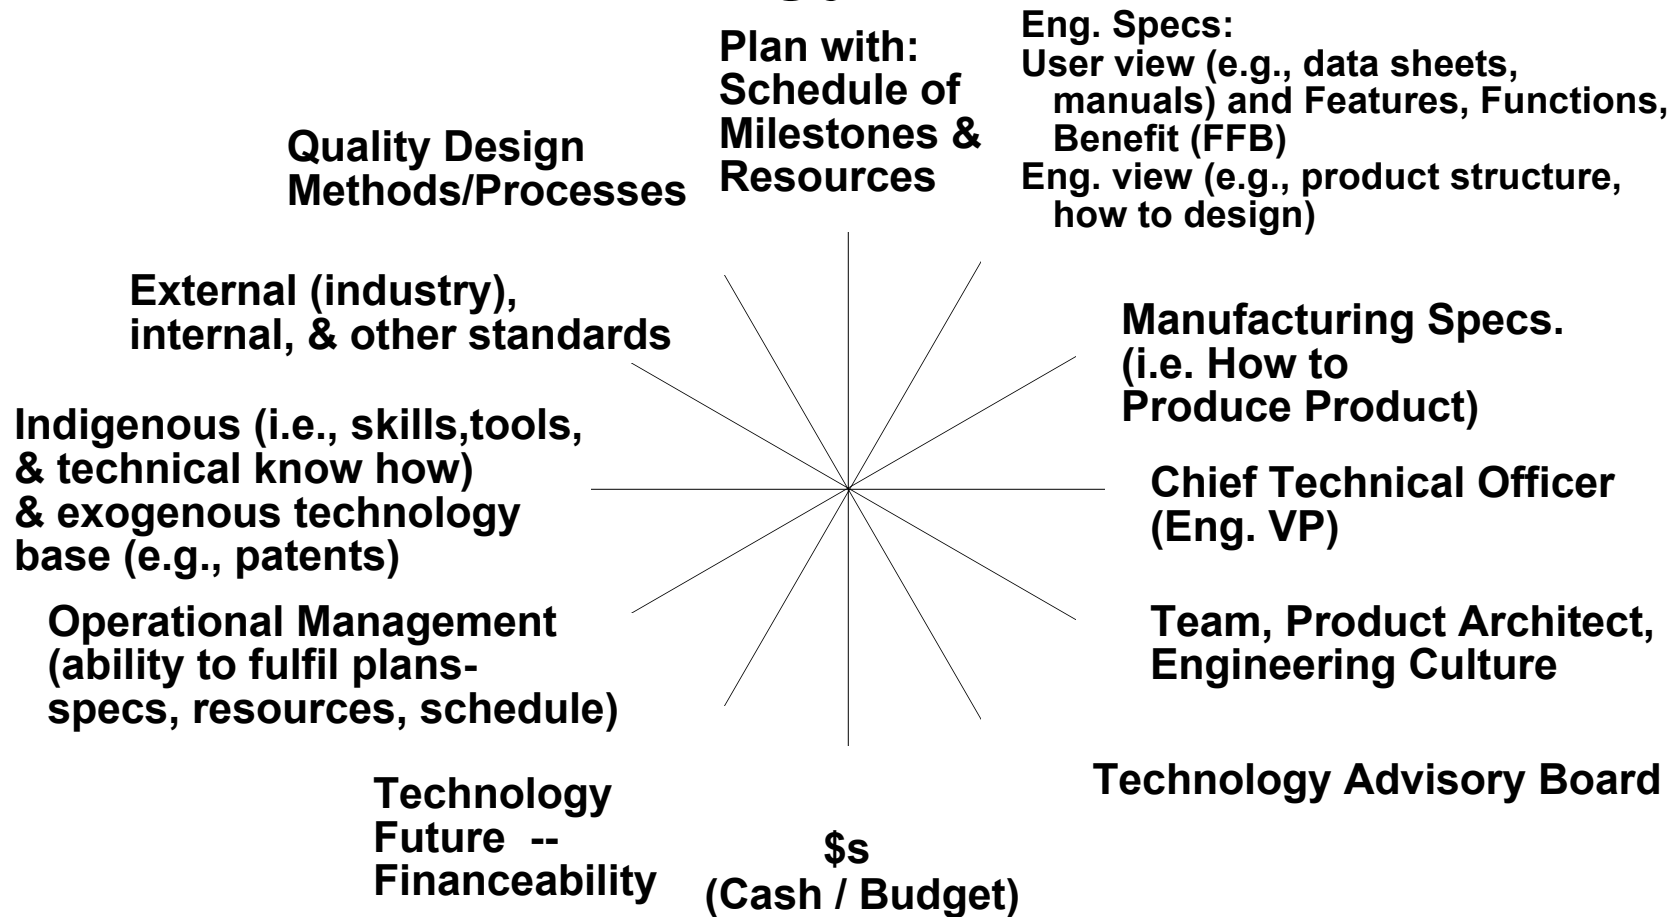 Plan with:
Schedule of
Milestones &
Resources
Eng. Specs:
User view (e.g., data sheets,
manuals) and Features, Functions,
Benefit (FFB)
Eng. view (e.g., product structure,
how to design)
Quality Design
Methods/Processes
External (industry),
internal, & other standards
Manufacturing Specs.
(i.e. How to
Produce Product)
Indigenous (i.e., skills,tools,
& technical know how)
& exogenous technology
base (e.g., patents)
Chief Technical Officer
(Eng. VP)
Operational Management
(ability to fulfil plans-
specs, resources, schedule)
Team, Product Architect,
Engineering Culture
Technology Advisory Board
Technology
Future --
Financeability
$s
(Cash / Budget)